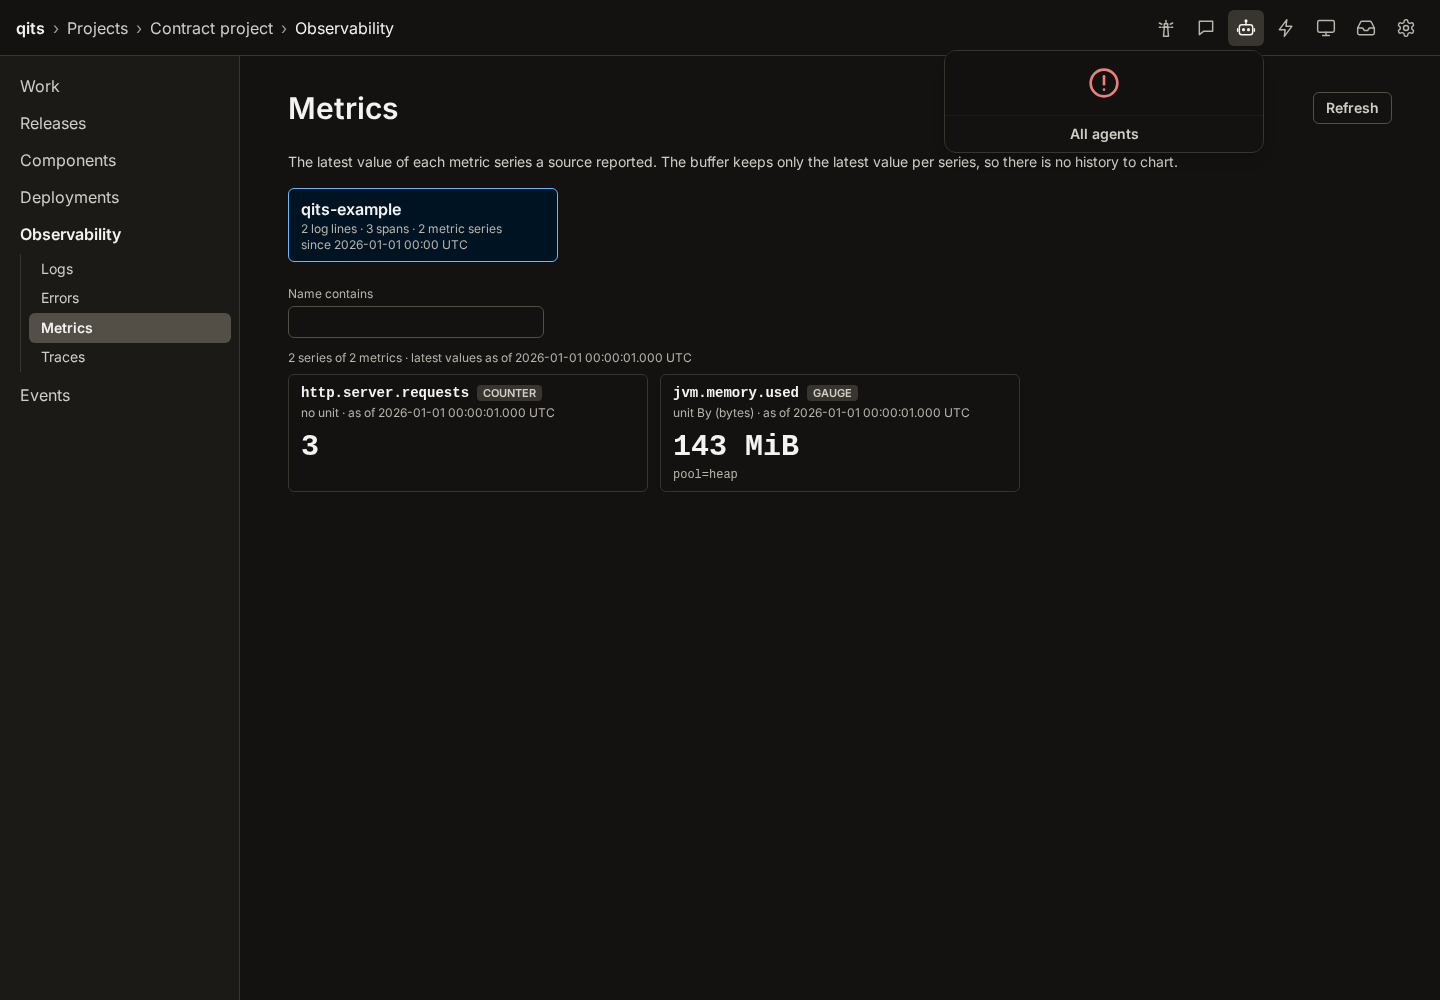 qits › Projects › Contract project › Observability
All agents
Work
Releases
Components
Deployments
Observability
Logs
Errors
Metrics
Traces
Events
Metrics
Refresh
The latest value of each metric series a source reported. The buffer keeps only the latest value per series, so there is no history to chart.
qits-example
2 log lines · 3 spans · 2 metric series
since 2026-01-01 00:00 UTC
Name contains
2 series of 2 metrics · latest values as of 2026-01-01 00:00:01.000 UTC
http.server.requests COUNTER
no unit · as of 2026-01-01 00:00:01.000 UTC
3
jvm.memory.used GAUGE
unit By (bytes) · as of 2026-01-01 00:00:01.000 UTC
143 MiB
pool=heap